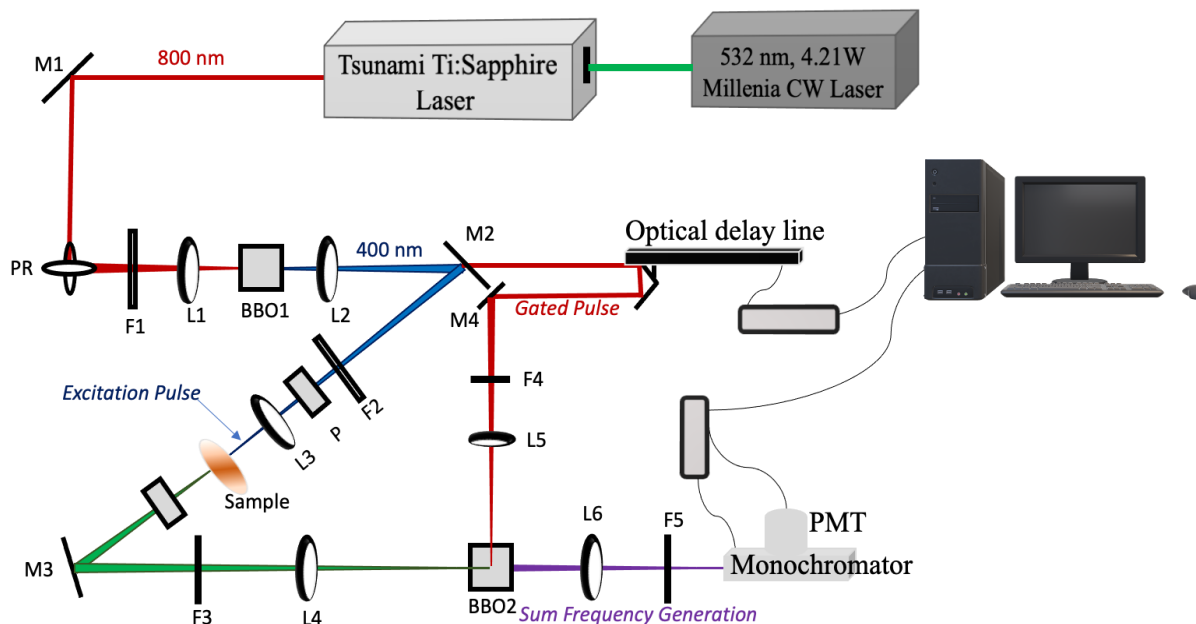 M1
800 nm
Tsunami Ti:Sapphire
Laser
532 nm, 4.21W
Millenia CW Laser
PR
F1
L1
BBO1
L2
400 nm
M2
Optical delay line
M4
Gated Pulse
F4
L5
Excitation Pulse
F2
P
L3
Sample
M3
F3
L4
BBO2
L6
F5
PMT
Monochromator
Sum Frequency Generation